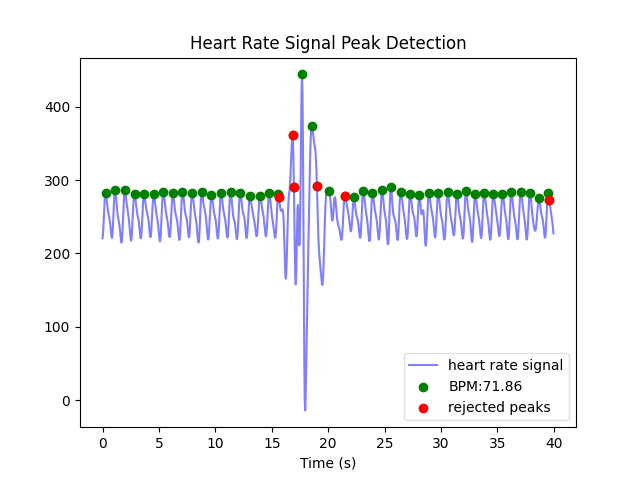 Heart Rate Signal Peak Detection
400
300
200
100
0
heart rate signal
BPM:71.86
rejected peaks
0 5 10 15 20 25 30 35 40
Time (s)